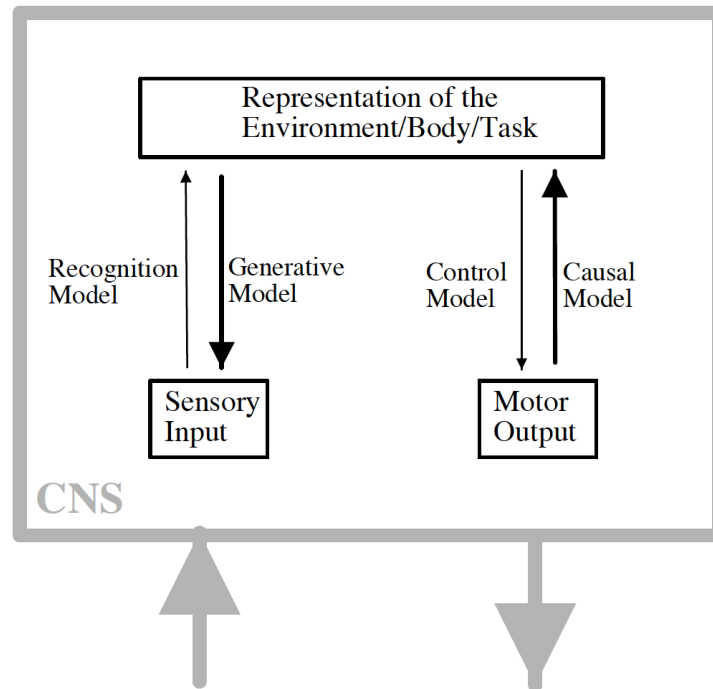 Representation of the
Environment/Body/Task
Recognition
Model
Generative
Model
Control
Model
Causal
Model
Sensory
Input
Motor
Output
CNS